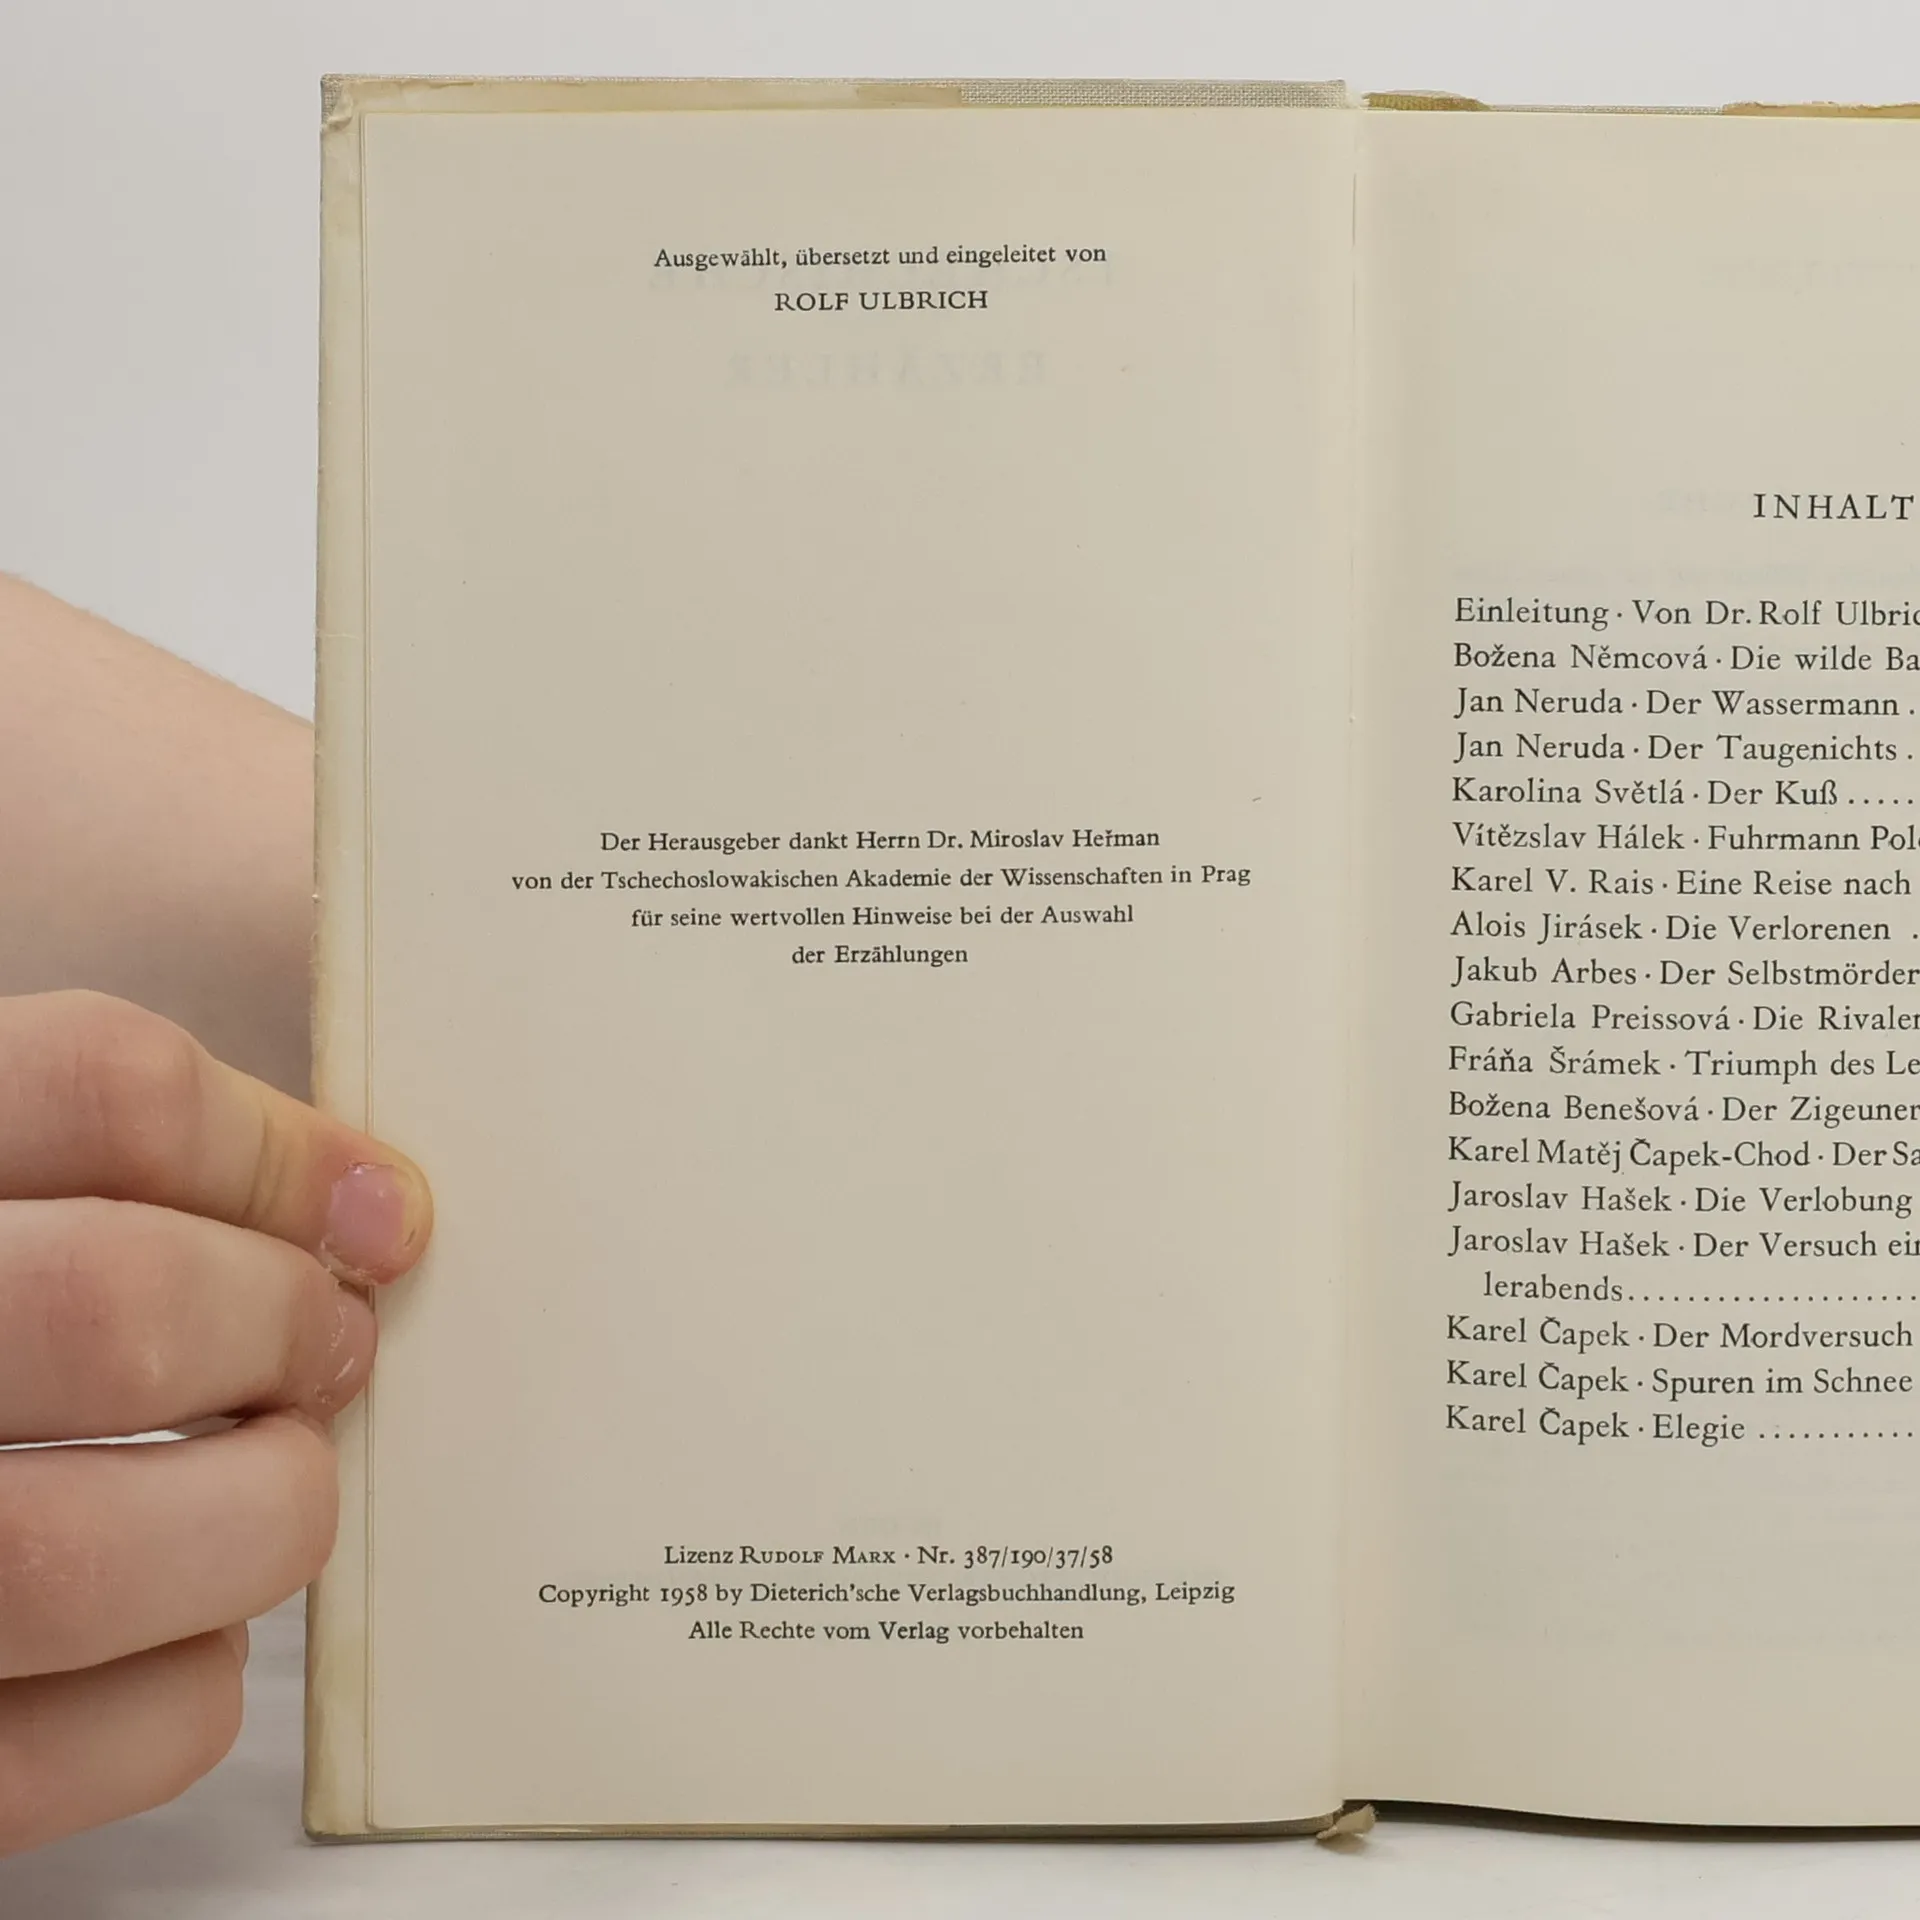 Ausgewählt, übersetzt und eingeleitet von
ROLF ULBRICH
Der Herausgeber dankt Herrn Dr. Miroslav Heřman
von der Tschechoslowakischen Akademie der Wissenschaften in Prag
für seine wertvollen Hinweise bei der Auswahl
der Erzählungen
Lizenz RUDOLF MARX · Nr. 387/190/37/58
Copyright 1958 by Dieterich'sche Verlagsbuchhandlung, Leipzig
Alle Rechte vom Verlag vorbehalten
INHALT
Einleitung · Von Dr. Rolf
Božena Němcová · Die wilde
Jan Neruda · Der Wassermann .
Jan Neruda · Der Taugenichts .
Karolina Světlá · Der Kuß .....
Vítězslav Hálek · Fuhrmann
Karel V. Rais · Eine Reise nach
Alois Jirásek · Die Verlorenen .
Jakub Arbes · Der Selbstmörder
Gabriela Preissová · Die
Fráňa Šrámek · Triumph des
Božena Benešová · Der Zigeuner
Karel Matěj Čapek-Chod · Der
Jaroslav Hašek · Die Verlobung
Jaroslav Hašek · Der Versuch
lerabends....................
Karel Čapek · Der Mordversuch
Karel Čapek · Spuren im Schnee
Karel Čapek · Elegie ...........